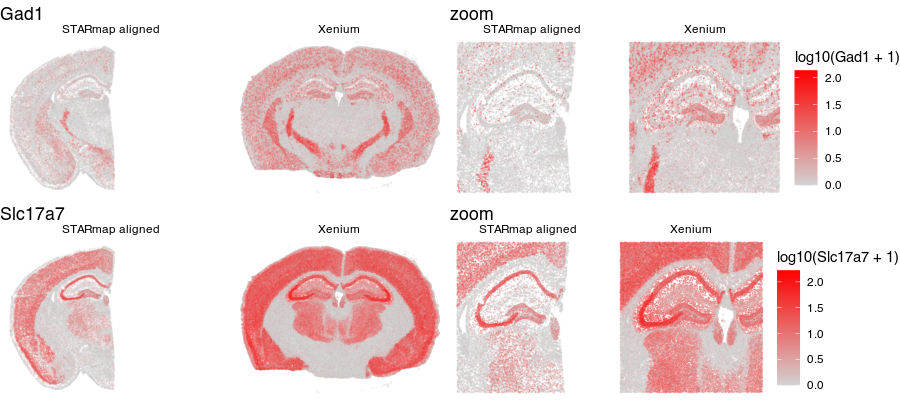 Gad1
zoom
STARmap aligned
Xenium
STARmap aligned
Xenium
log10(Gad1 + 1)
2.0
1.5
1.0
0.5
0.0
Slc17a7
zoom
STARmap aligned
Xenium
STARmap aligned
Xenium
log10(Slc17a7 + 1)
2.0
1.5
1.0
0.5
0.0